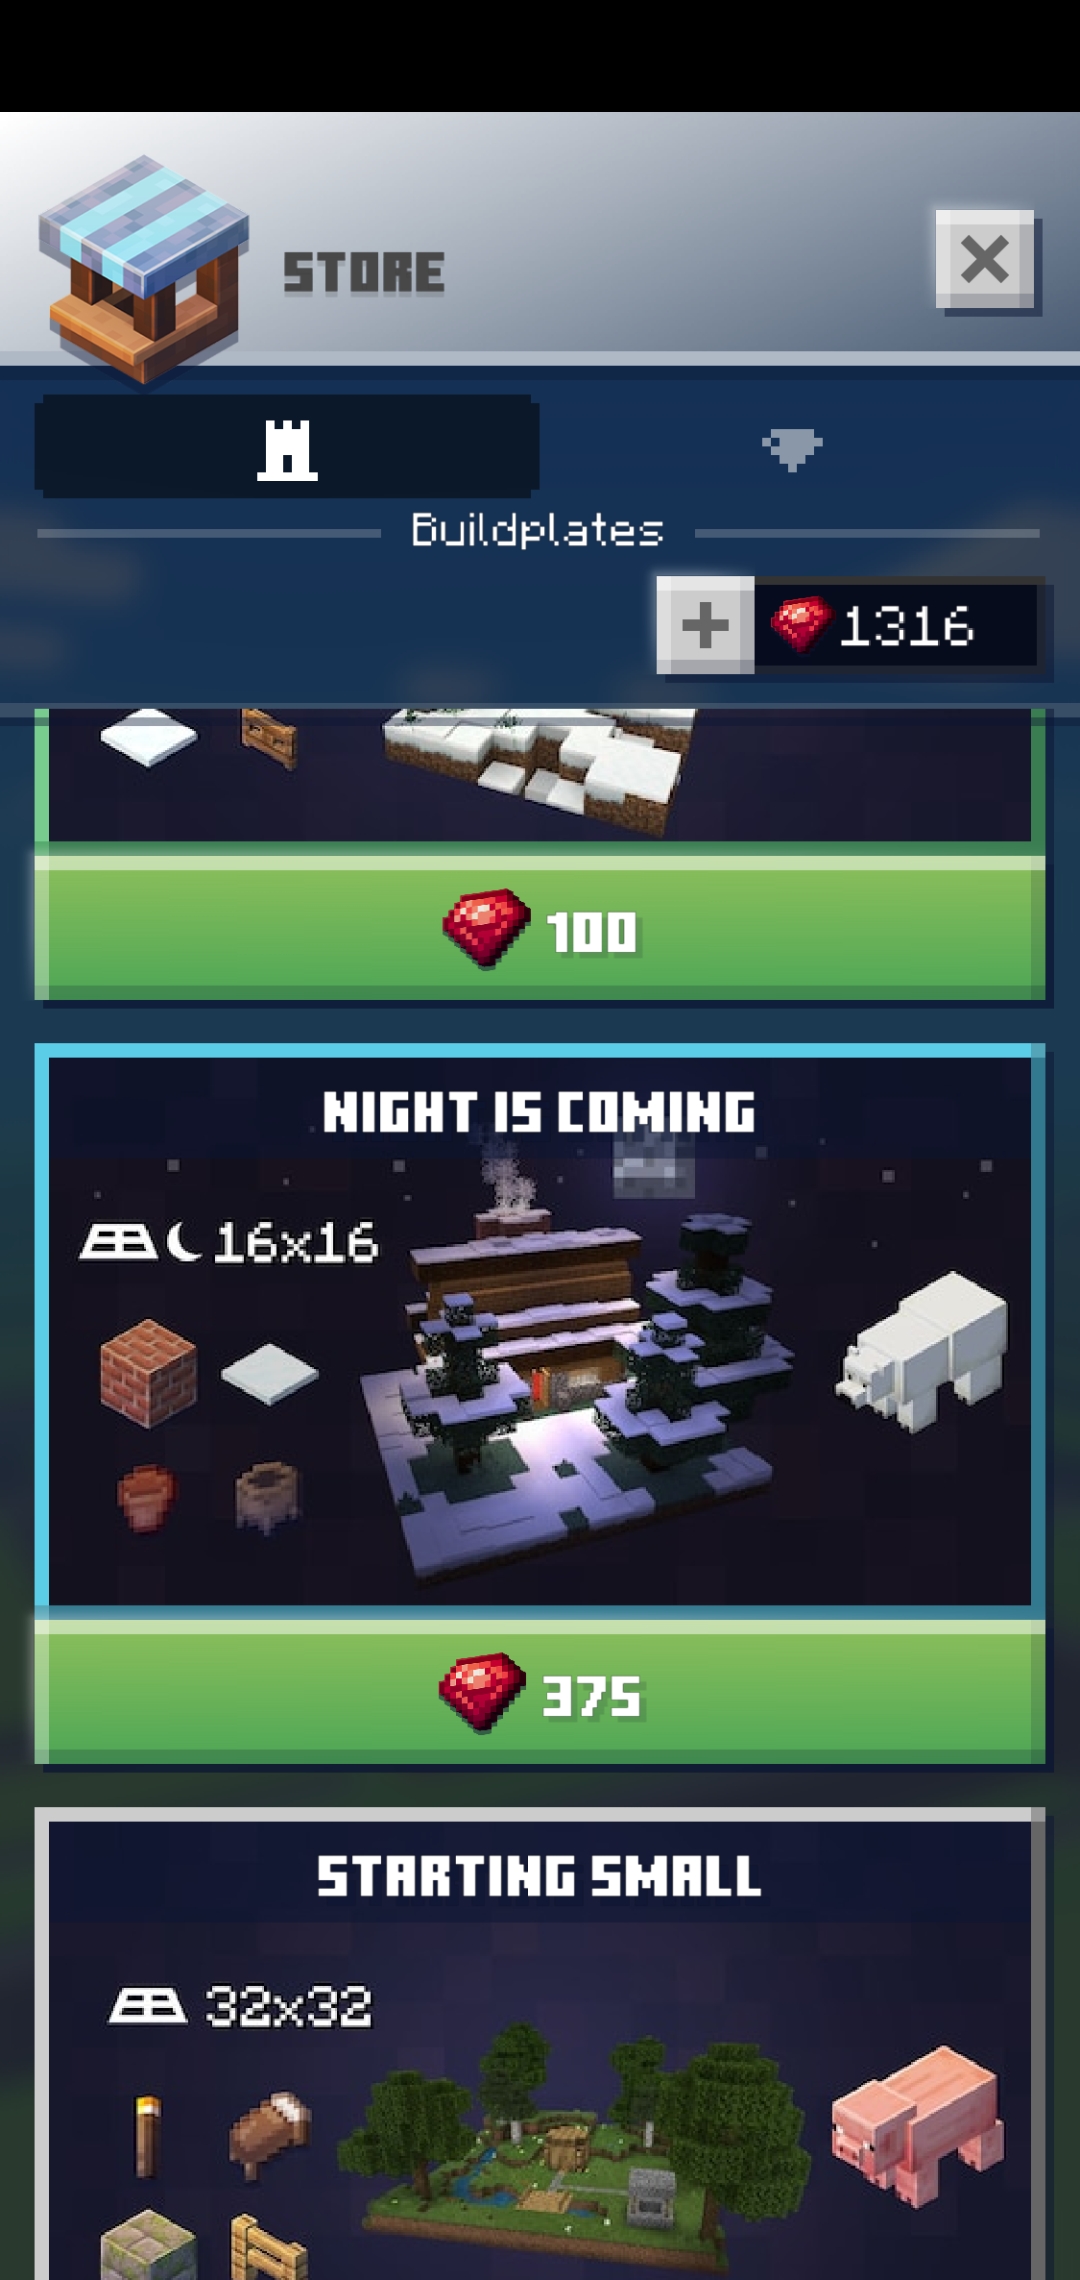 STORE
Buildplates
1316
100
NIGHT IS COMING
16x16
375
STARTING SMALL
32x32